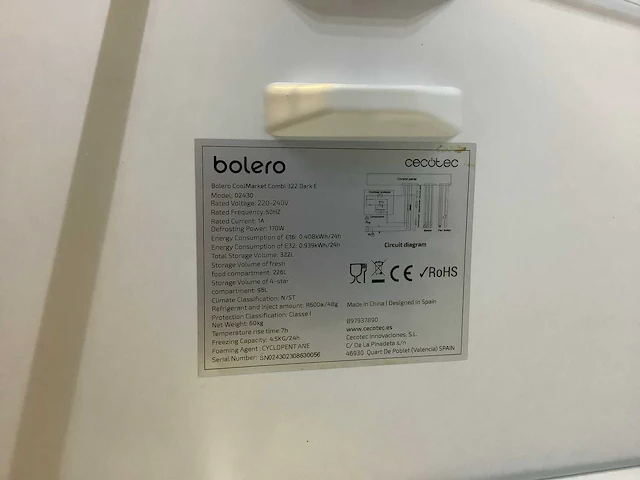 bolero
cecotec
Bolero CoolMarket Combi 322 Dark E
Model: 02430
Rated Voltage: 220-240V
Rated Frequency: 50HZ
Rated Current: 1A
Defrosting Power: 170W
Energy Consumption of E16: 0.408kWh/24h
Energy Consumption of E32: 0.939kWh/24h
Total Storage Volume: 322L
Storage Volume of fresh
food compartment: 226L
Storage Volume of 4-star
compartment: 96L
Climate Classification: N/ST
Refrigerant and inject amount: R600a/48g
Protection Classification: Classe I
Net Weight: 60kg
Temperature rise time 7h
Freezing Capacity: 4.5KG/24h
Foaming Agent: CYCLOPENTANE
Serial Number: SN024302308630056
Circuit diagram
CE ✓RoHS
Made in China | Designed in Spain
B97937890
www.cecotec.es
Cecotec Innovaciones, S.L.
C/ De La Pinadeta s/n
46930 Quart De Poblet (Valencia) SPAIN